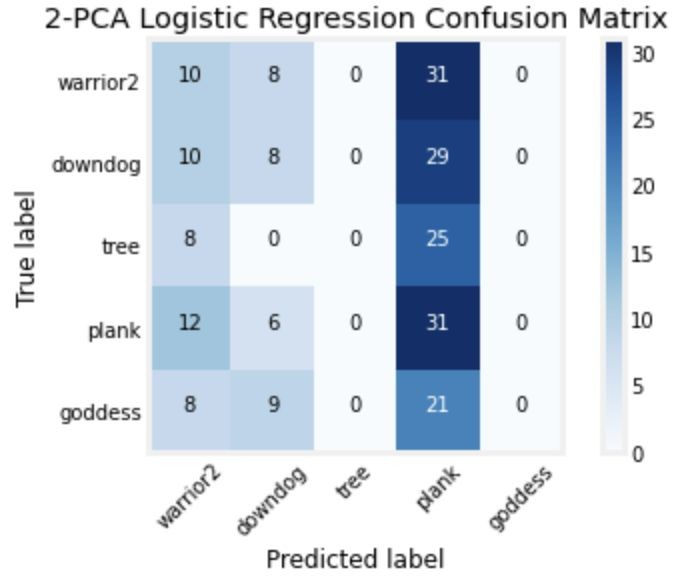 2-PCA Logistic Regression Confusion Matrix
True label
warrior2 10 8 0 31 0
downdog 10 8 0 29 0
tree 8 0 0 25 0
plank 12 6 0 31 0
goddess 8 9 0 21 0
warrior2 downdog tree plank goddess
Predicted label
30
25
20
15
10
5
0